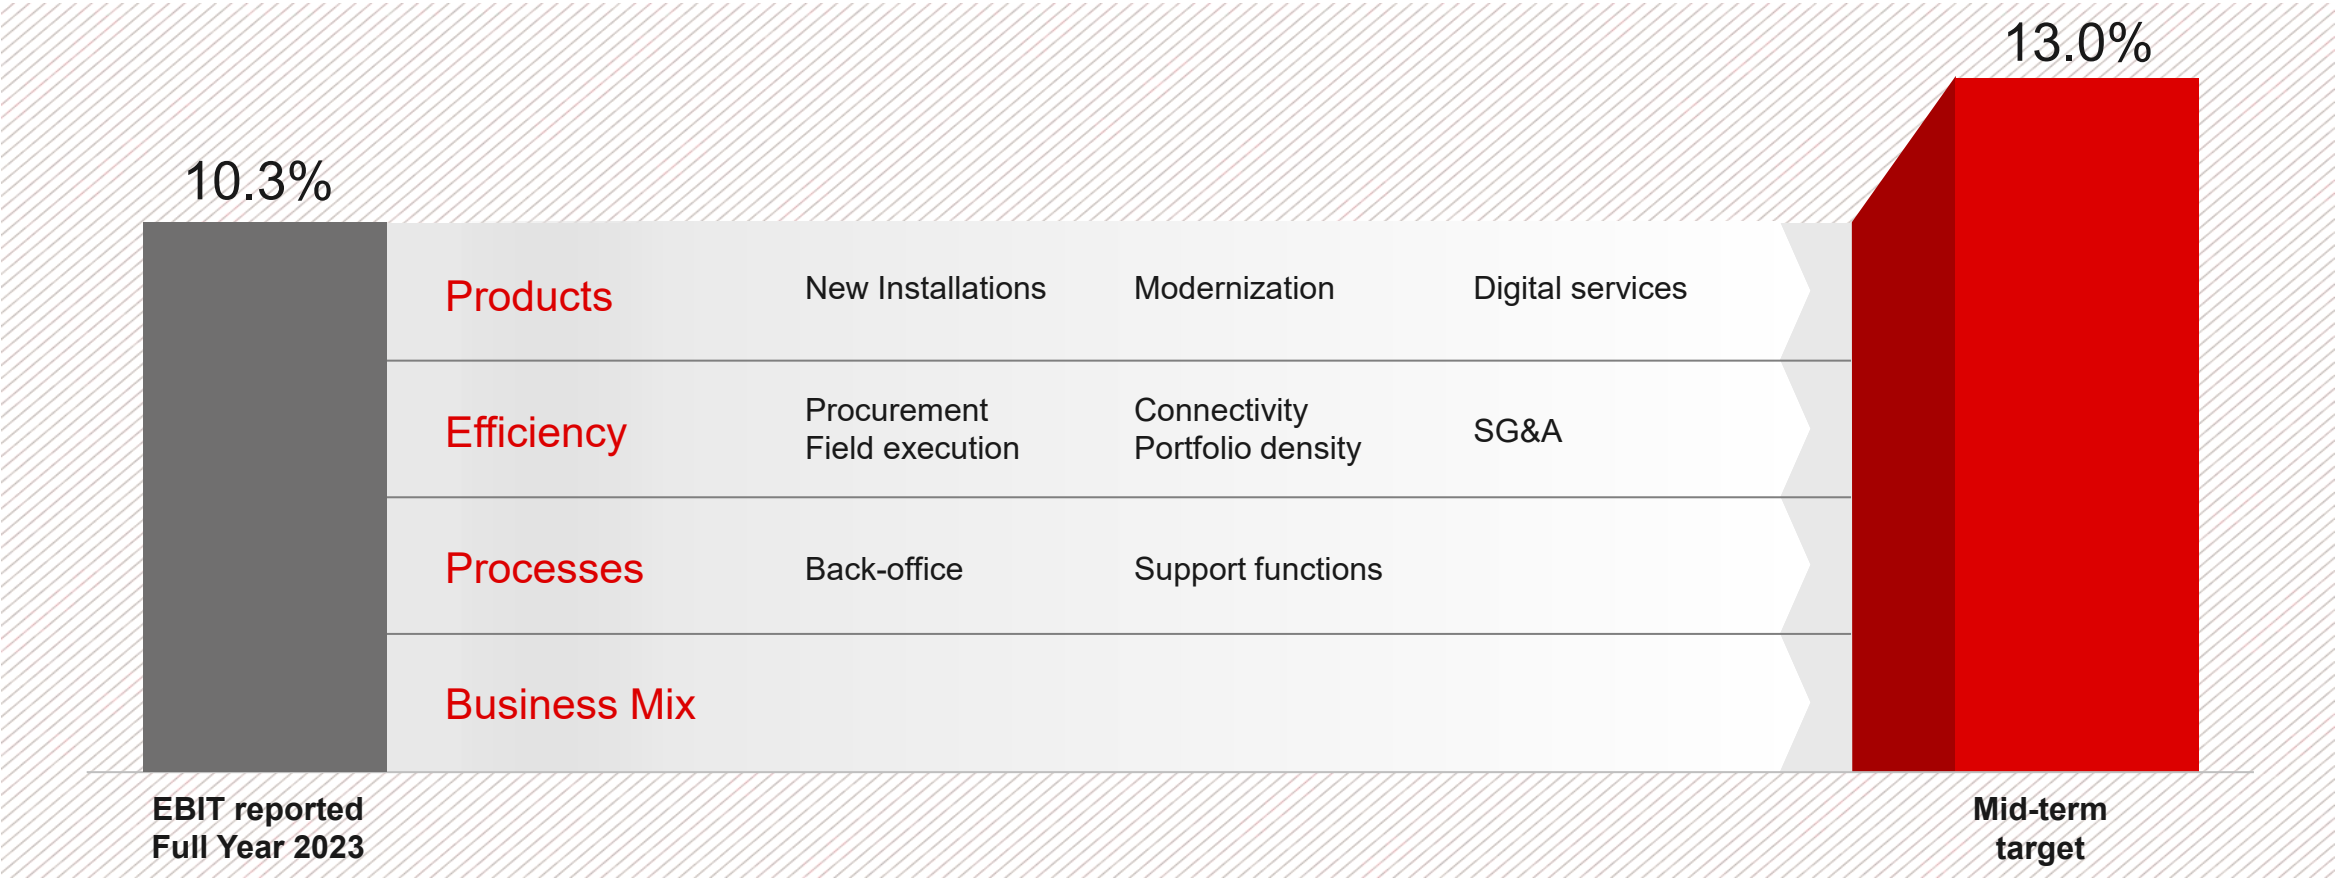 13.0%
10.3%
Products
New Installations
Modernization
Digital services
Efficiency
Procurement
Field execution
Connectivity
Portfolio density
SG&A
Processes
Back-office
Support functions
Business Mix
EBIT reported
Full Year 2023
Mid-term
target